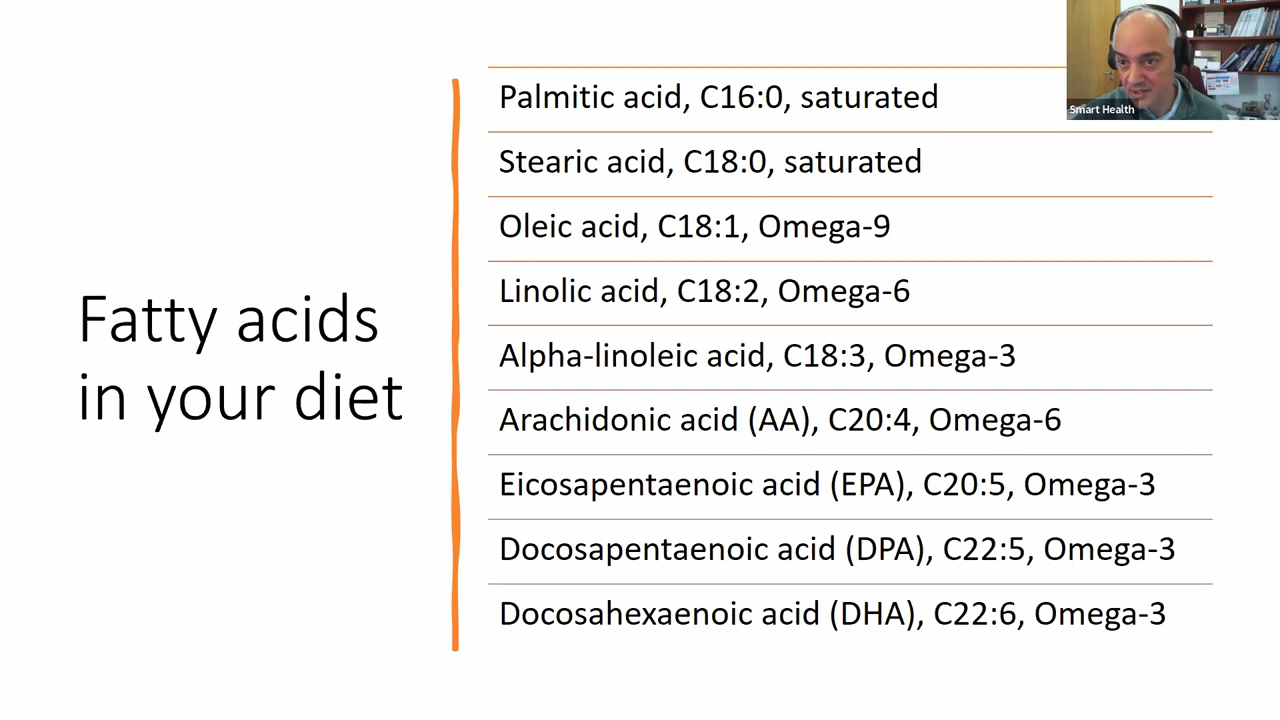 Fatty acids
in your diet
Palmitic acid, C16:0, saturated
Stearic acid, C18:0, saturated
Oleic acid, C18:1, Omega-9
Linolic acid, C18:2, Omega-6
Alpha-linoleic acid, C18:3, Omega-3
Arachidonic acid (AA), C20:4, Omega-6
Eicosapentaenoic acid (EPA), C20:5, Omega-3
Docosapentaenoic acid (DPA), C22:5, Omega-3
Docosahexaenoic acid (DHA), C22:6, Omega-3
Smart Health